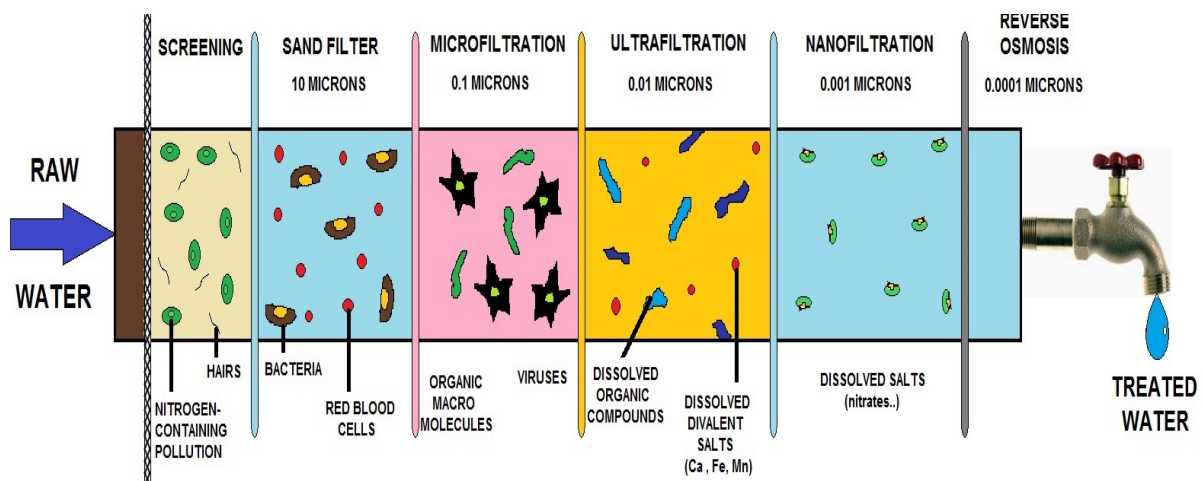 SCREENING
SAND FILTER
10 MICRONS
MICROFILTRATION
0.1 MICRONS
ULTRAFILTRATION
0.01 MICRONS
NANOFILTRATION
0.001 MICRONS
REVERSE
OSMOSIS
0.0001 MICRONS
RAW
WATER
NITROGEN-
CONTAINING
POLLUTION
HAIRS
BACTERIA
RED BLOOD
CELLS
ORGANIC
MACRO
MOLECULES
VIRUSES
DISSOLVED
ORGANIC
COMPOUNDS
DISSOLVED
DIVALENT
SALTS
(Ca , Fe, Mn)
DISSOLVED SALTS
(nitrates..)
TREATED
WATER